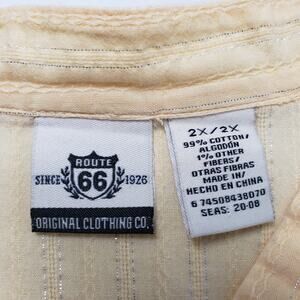 ROUTE
SINCE 66 1926
ORIGINAL CLOTHING CO.
2X/2X
99% COTTON/
ALGODÓN
1% OTHER
FIBERS/
OTRAS FIBRAS
MADE IN/
HECHO EN CHINA
6 74508438070
SEAS: 20-08